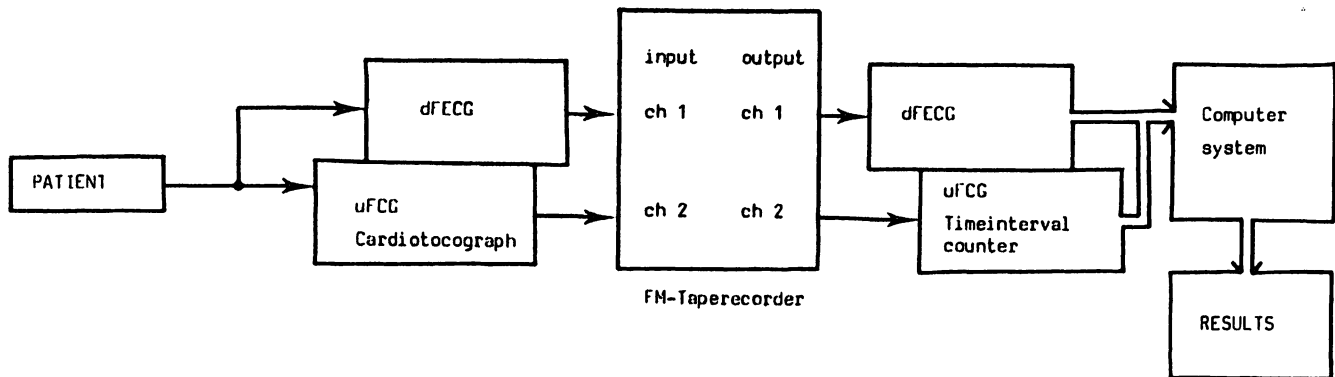 PATIENT
dFECG
uFCG
Cardiotocograph
input output
ch 1 ch 1
ch 2 ch 2
FM-Taperecorder
dFECG
uFCG
Timeinterval
counter
Computer
system
RESULTS